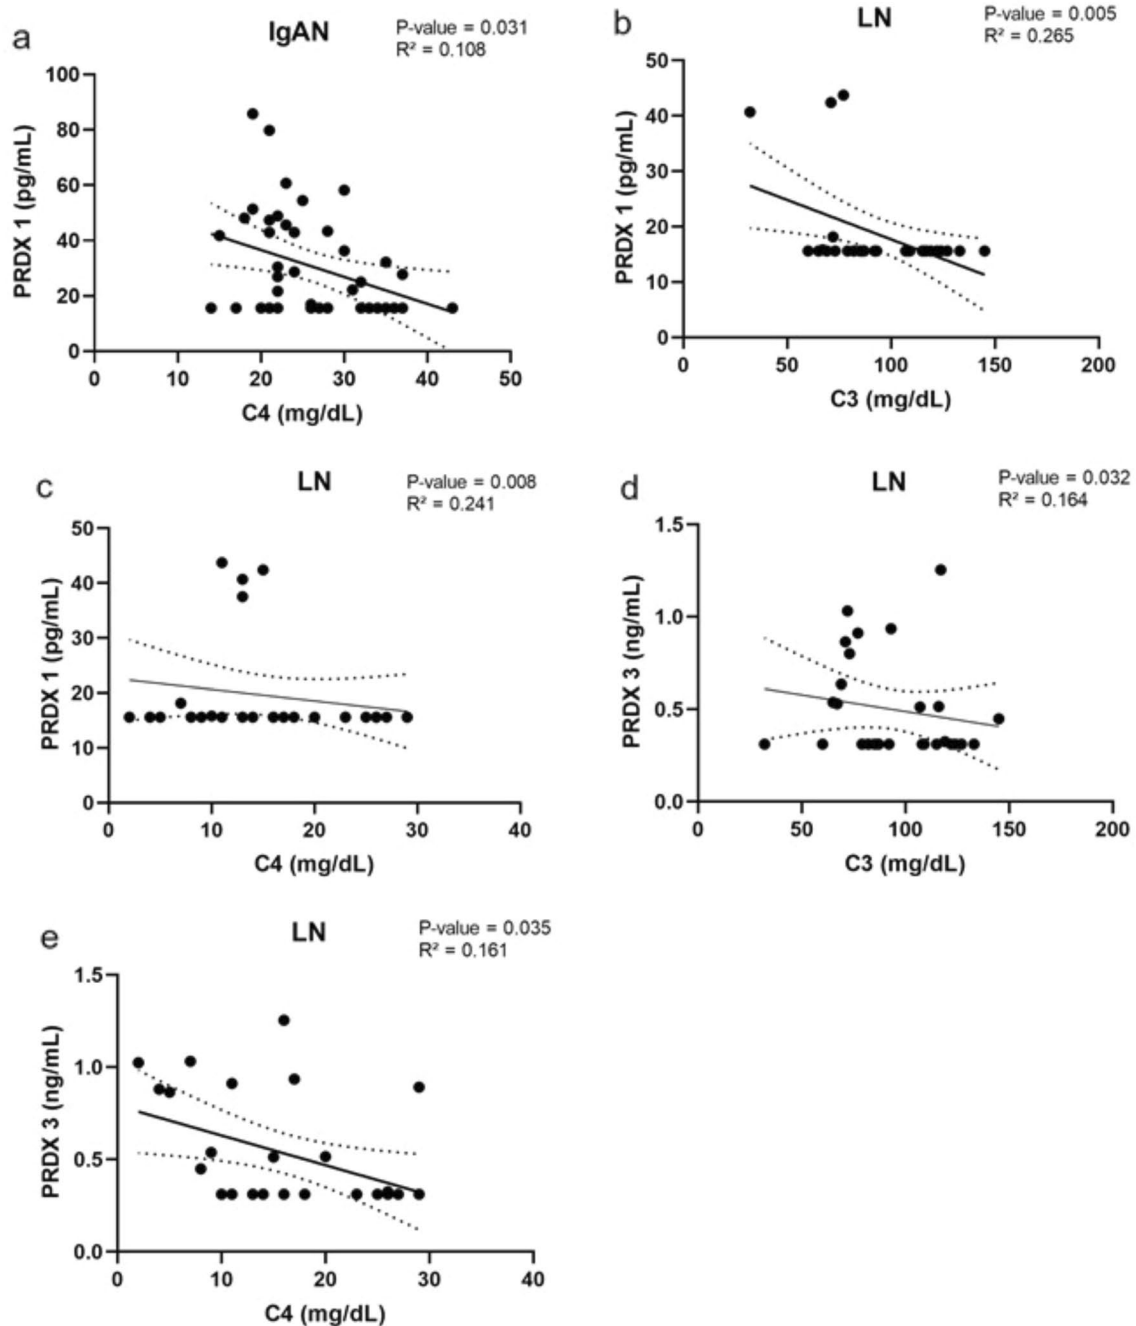 a
IgAN
P-value = 0.031
R² = 0.108
PRDX 1 (pg/mL)
100
80
60
40
20
0
0 10 20 30 40 50
C4 (mg/dL)
b
LN
P-value = 0.005
R² = 0.265
PRDX 1 (pg/mL)
50
40
30
20
10
0
0 50 100 150 200
C3 (mg/dL)
c
LN
P-value = 0.008
R² = 0.241
PRDX 1 (pg/mL)
50
40
30
20
10
0
0 10 20 30 40
C4 (mg/dL)
d
LN
P-value = 0.032
R² = 0.164
PRDX 3 (ng/mL)
1.5
1.0
0.5
0.0
0 50 100 150 200
C3 (mg/dL)
e
LN
P-value = 0.035
R² = 0.161
PRDX 3 (ng/mL)
1.5
1.0
0.5
0.0
0 10 20 30 40
C4 (mg/dL)